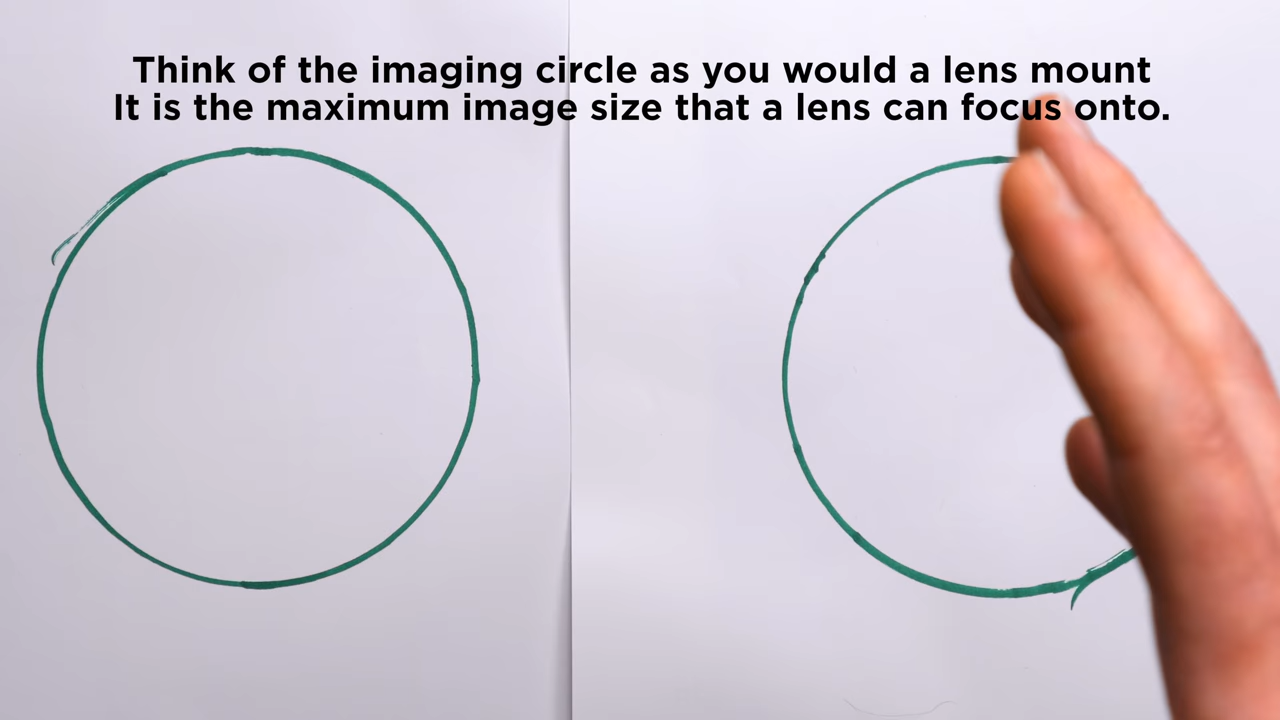 Think of the imaging circle as you would a lens mount
It is the maximum image size that a lens can focus onto.